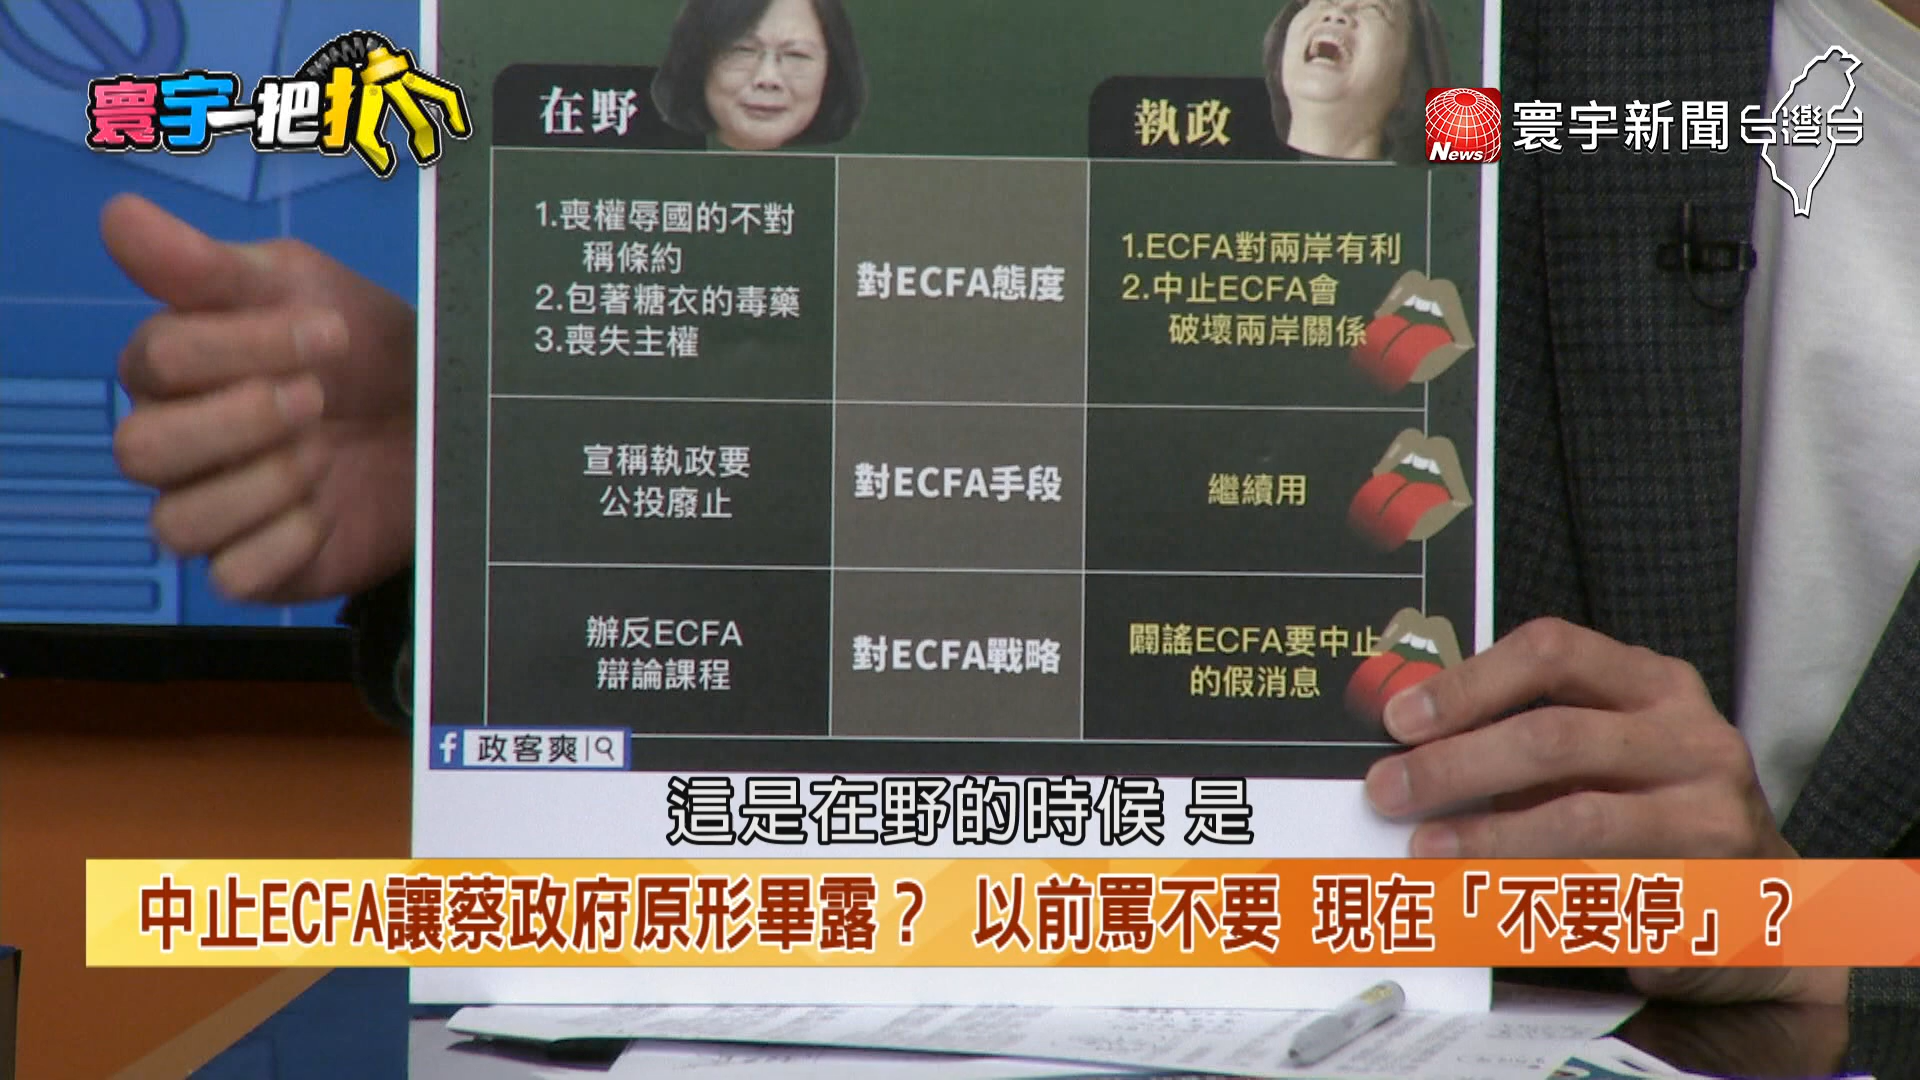 寰宇一把抓
News
寰宇新聞
台灣台
在野
執政
1.喪權辱國的不對
稱條約
2.包著糖衣的毒藥
3.喪失主權
對ECFA態度
1.ECFA對兩岸有利
2.中止ECFA會
破壞兩岸關係
宣稱執政要
公投廢止
對ECFA手段
繼續用
辦反ECFA
辯論課程
對ECFA戰略
闢謠ECFA要中止
的假消息
f 政客爽
這是在野的時候 是
中止ECFA讓蔡政府原形畢露? 以前罵不要 現在「不要停」?